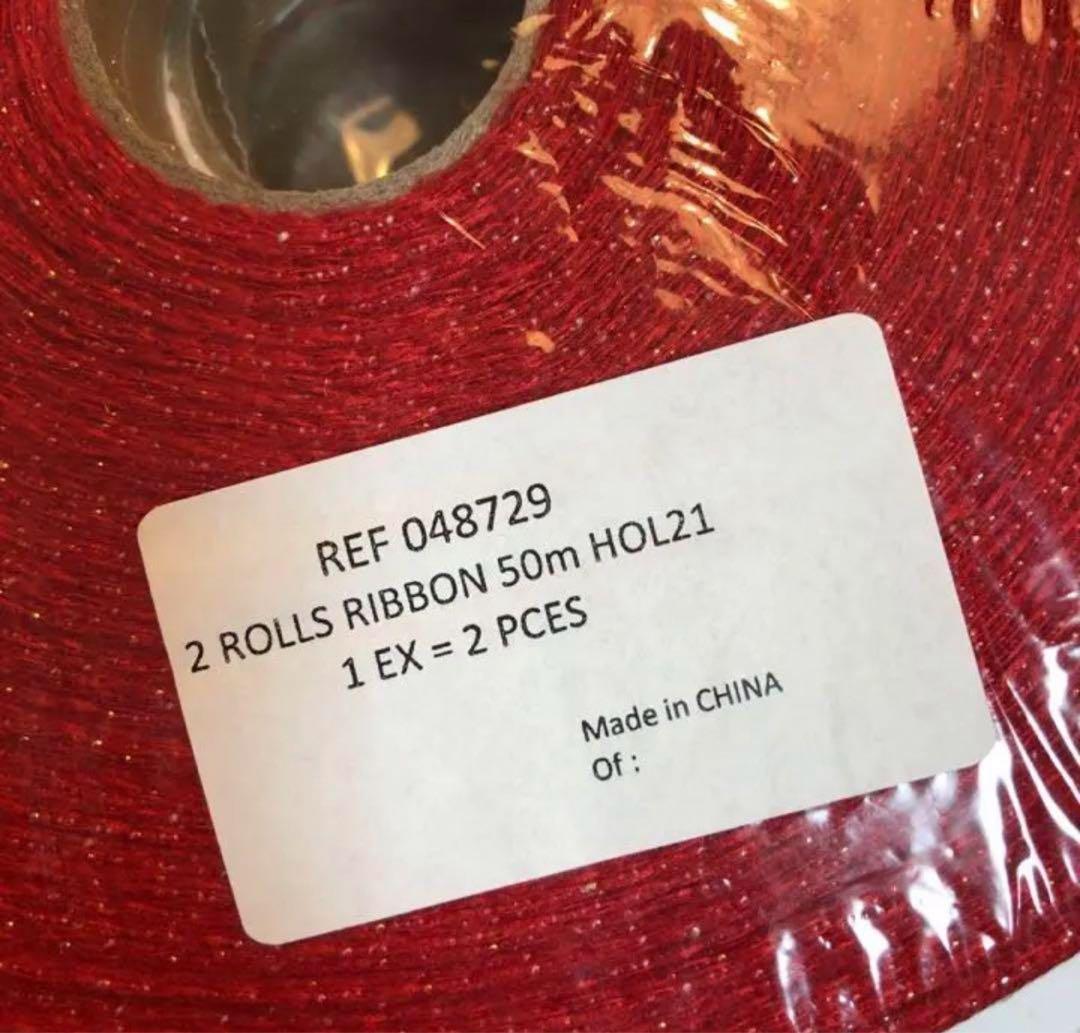 REF 048729
2 ROLLS RIBBON 50m HOL21
1 EX = 2 PCES
Made in CHINA
Of :